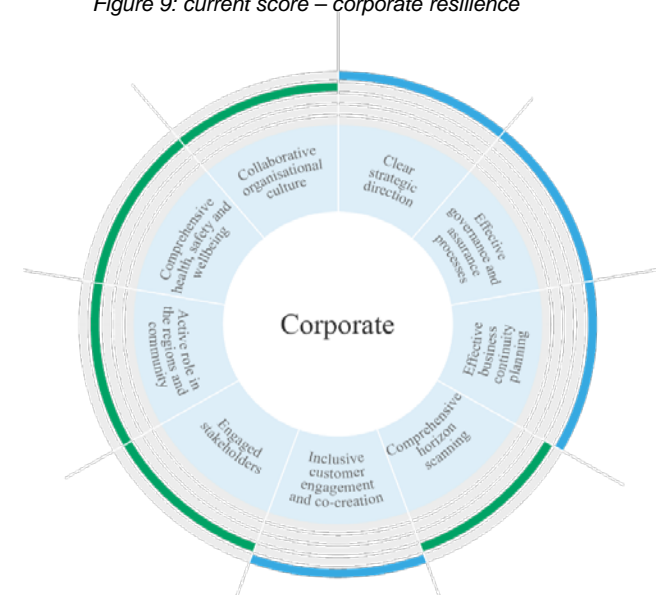 Figure 9: current score – corporate resilience
Collaborative
organisational
culture
Clear
strategic
direction
Effective
governance and
assurance
processes
Effective
business
continuity
planning
Comprehensive
horizon
scanning
Inclusive
customer
engagement
and co-creation
Engaged
stakeholders
Active role in
the regions and
community
Comprehensive
health, safety and
wellbeing
Corporate